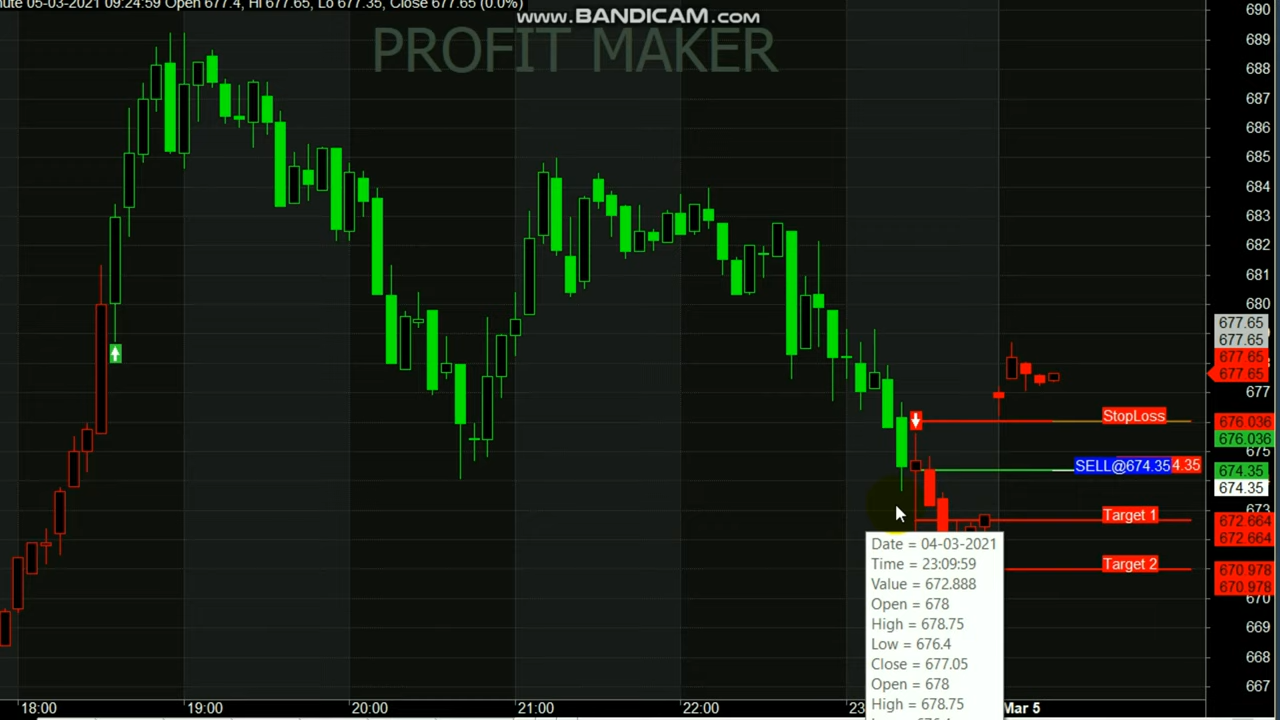 nute 05-03-2021 09:24:59 Open 677.4, Hi 677.65, Lo 677.35, Close 677.65 (0.0%)
www.BANDICAM.com
PROFIT MAKER
690
689
688
687
686
685
684
683
682
681
680
677.65
677.65
677.65
677.65
677
StopLoss
676.036
676.036
675
SELL@674.35
4.35
674.35
674.35
673
Target 1
672.664
672.664
Target 2
670.978
670.978
670
669
668
667
Date = 04-03-2021
Time = 23:09:59
Value = 672.888
Open = 678
High = 678.75
Low = 676.4
Close = 677.05
Open = 678
High = 678.75
18:00
19:00
20:00
21:00
22:00
23
Mar 5